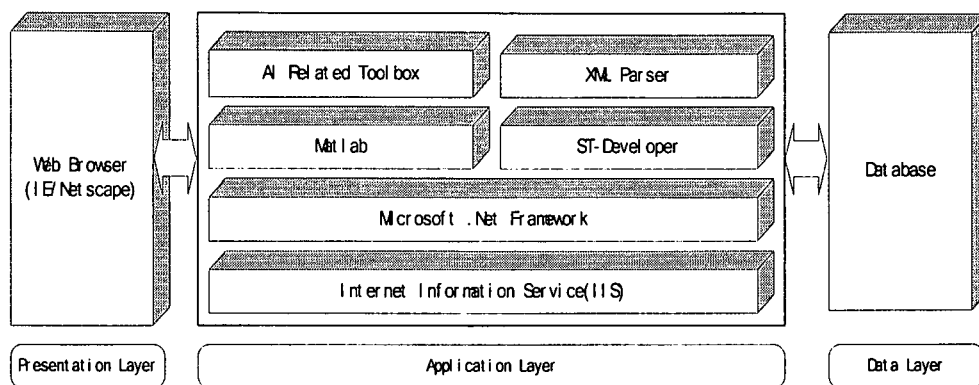 AI Related Toolbox
XML Parser
Web Browser
(IE/Netscape)
Matlab
ST-Developer
Database
Microsoft .Net Framework
Internet Information Service(IIS)
Presentation Layer
Application Layer
Data Layer